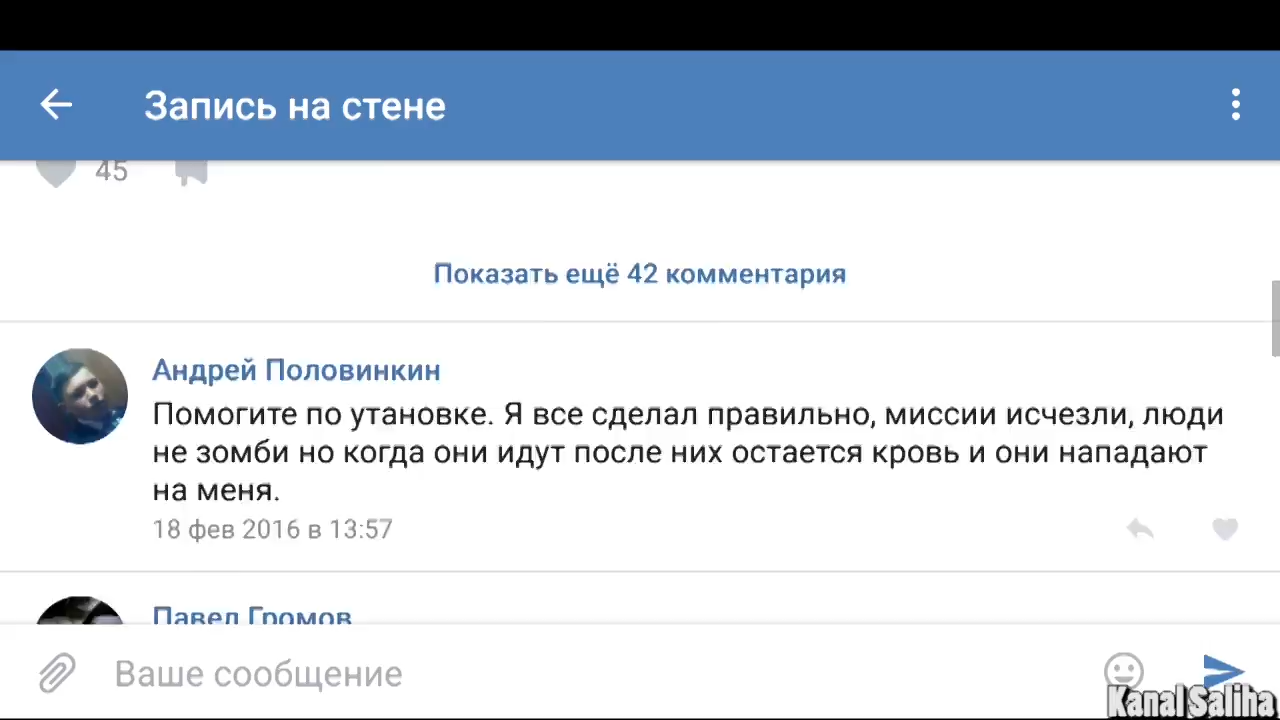 Запись на стене
45
Показать ещё 42 комментария
Андрей Половинкин
Помогите по утановке. Я все сделал правильно, миссии исчезли, люди
не зомби но когда они идут после них остается кровь и они нападают
на меня.
18 фев 2016 в 13:57
Павел Громов
Ваше сообщение
Kanal Saliha